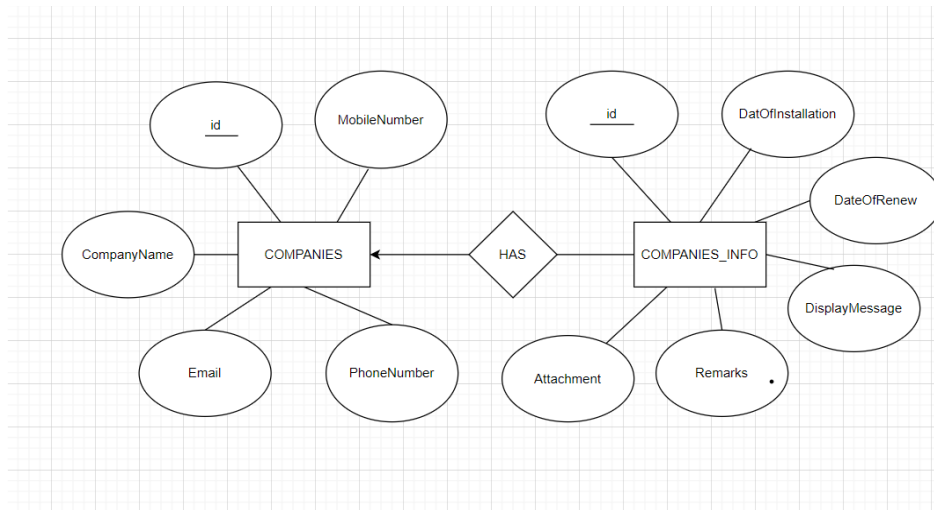 id
MobileNumber
CompanyName
COMPANIES
Email
PhoneNumber
HAS
id
DatOfInstallation
DateOfRenew
COMPANIES_INFO
DisplayMessage
Attachment
Remarks